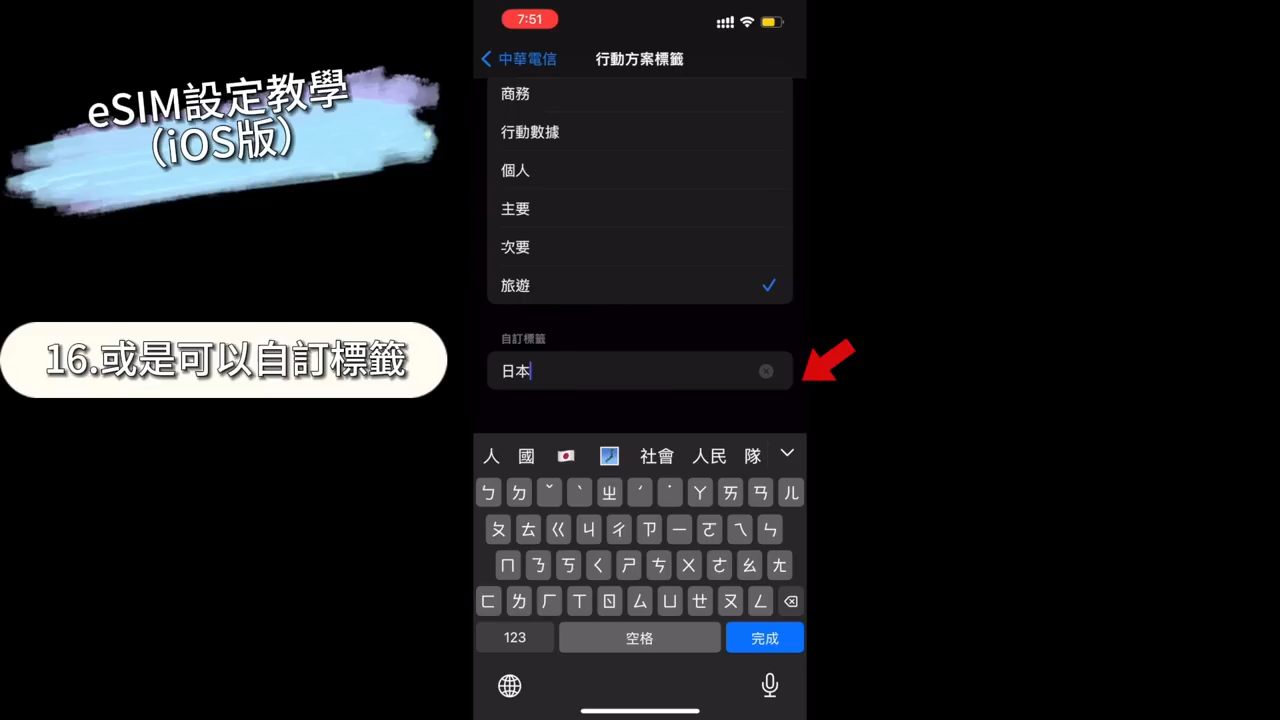 eSIM設定教學
（iOS版）
16.或是可以自訂標籤
7:51
中華電信
行動方案標籤
商務
行動數據
個人
主要
次要
旅遊
自訂標籤
日本
人 國 社會 人民 隊
ㄅ ㄉ ˇ ˋ ㄓ ˊ ˙ ㄚ ㄞ ㄢ ㄦ
ㄆ ㄊ ㄍ ㄐ ㄔ ㄗ ㄧ ㄛ ㄟ ㄣ
ㄇ ㄋ ㄎ ㄑ ㄕ ㄘ ㄨ ㄜ ㄠ ㄤ
ㄈ ㄌ ㄏ ㄒ ㄖ ㄙ ㄩ ㄝ ㄡ ㄥ
123 空格 完成